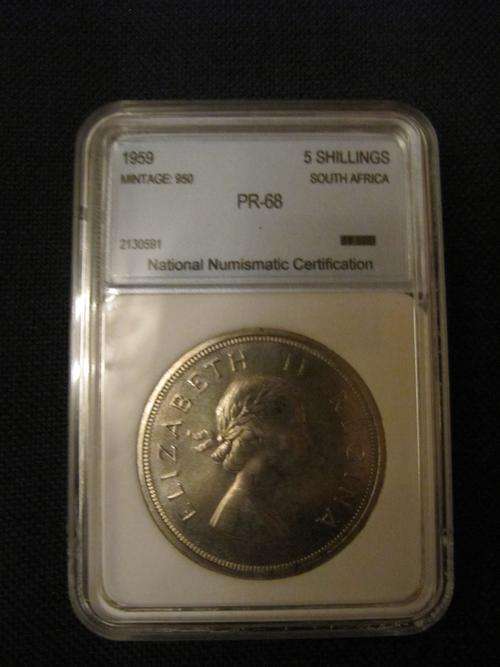 1959 5 SHILLINGS
MINTAGE: 950 SOUTH AFRICA
PR-68
2130591
National Numismatic Certification
ELIZABETH II REGINA